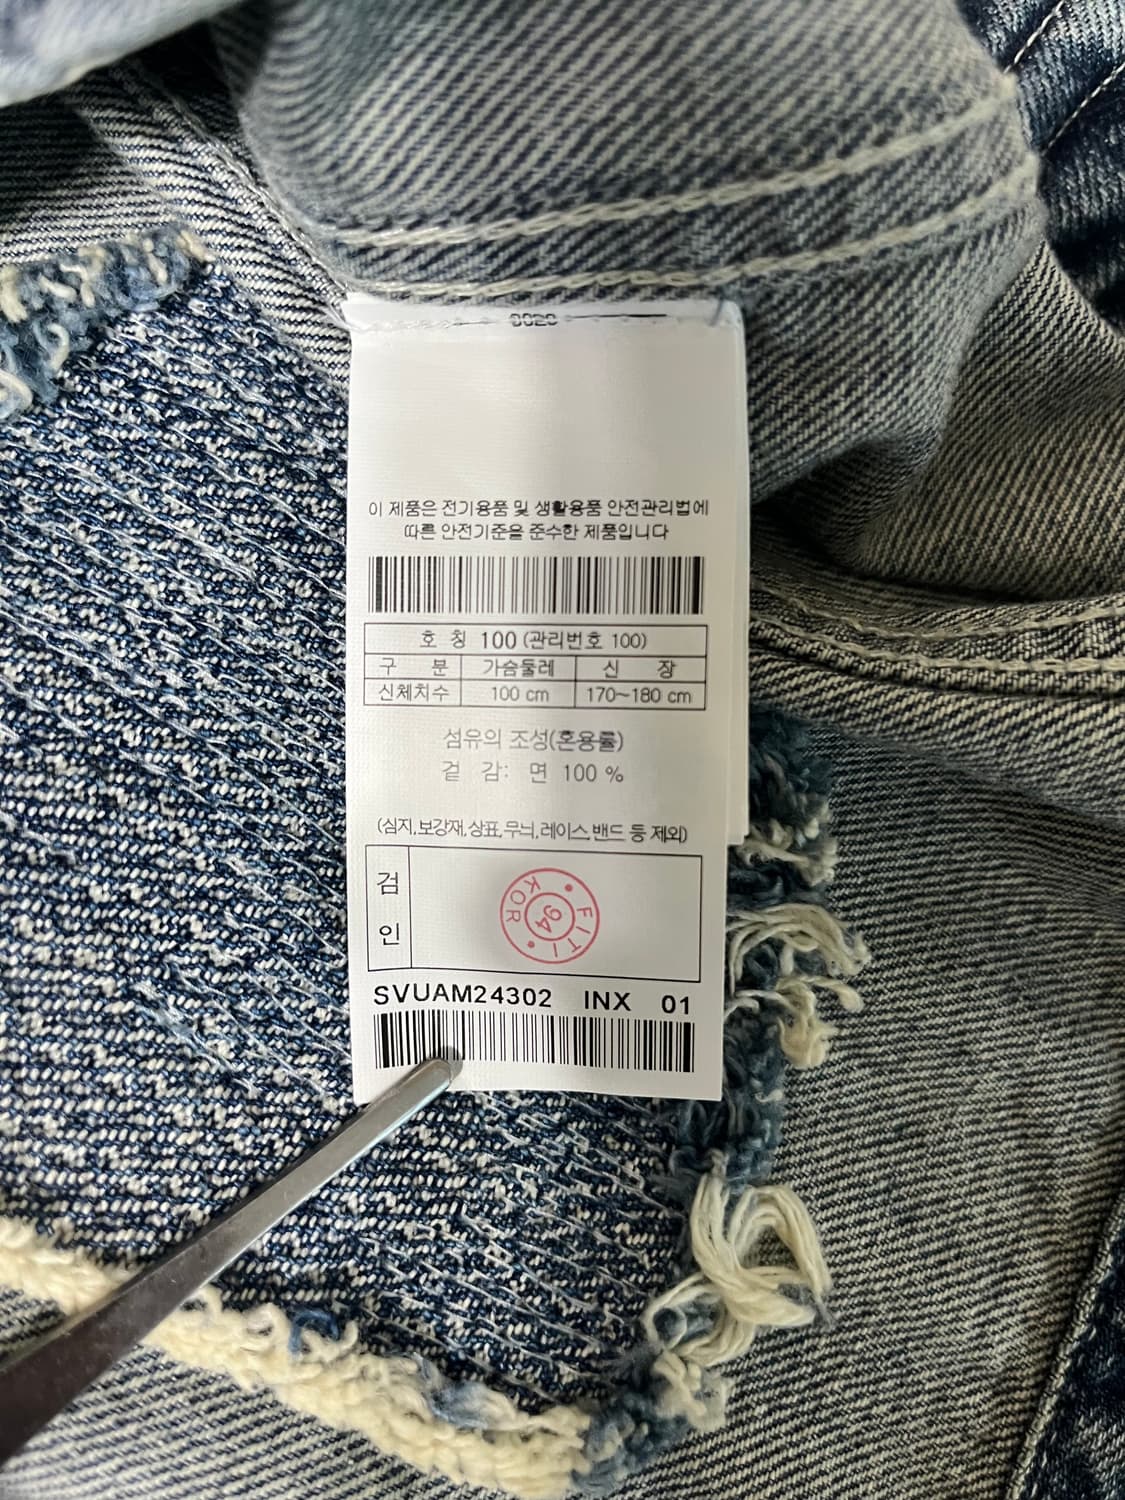 이 제품은 전기용품 및 생활용품 안전관리법에
따른 안전기준을 준수한 제품입니다
호 칭 100 (관리번호 100)
구 분 가슴둘레 신 장
신체치수 100 cm 170~180 cm
섬유의 조성(혼용률)
겉 감: 면 100 %
(심지,보강재,상표,무늬,레이스,밴드 등 제외)
검인
FITI KOR 94
SVUAM24302 INX 01